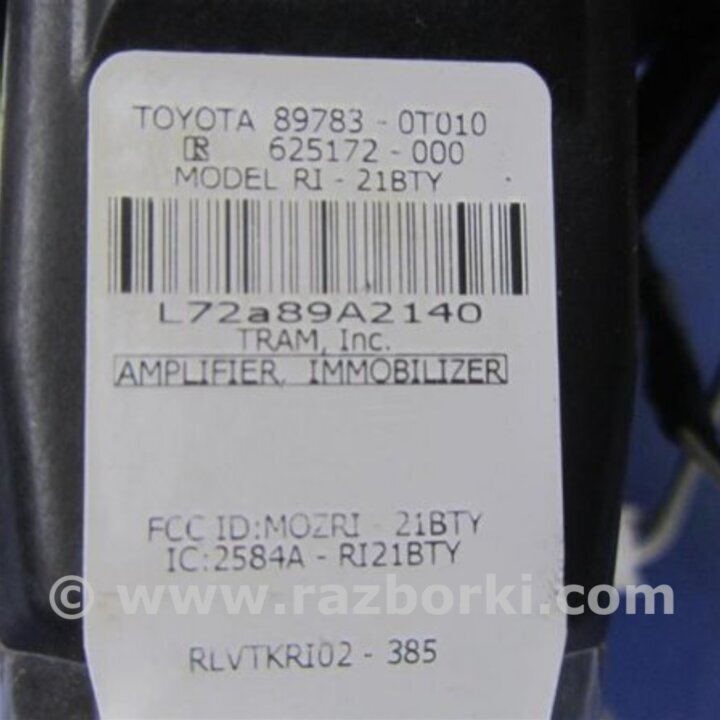 TOYOTA 89783 - 0T010
R 625172 - 000
MODEL RI - 21BTY
L72a89A2140
TRAM, Inc.
AMPLIFIER, IMMOBILIZER
FCC ID:MOZRI - 21BTY
IC:2584A - RI21BTY
© www.razborki.com
RLVTKRI02 - 385